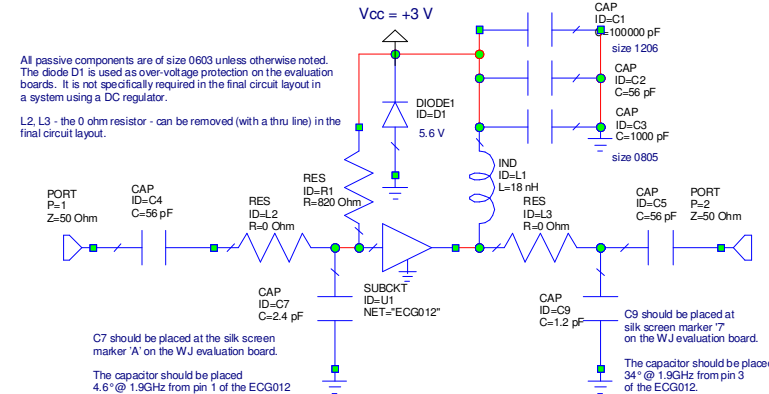 Vcc = +3 V
CAP
ID=C1
C=100000 pF
size 1206
All passive components are of size 0603 unless otherwise noted.
The diode D1 is used as over-voltage protection on the evaluation
boards. It is not specifically required in the final circuit layout in
a system using a DC regulator.
L2, L3 - the 0 ohm resistor - can be removed (with a thru line) in the
final circuit layout.
CAP
ID=C2
C=56 pF
DIODE1
ID=D1
5.6 V
CAP
ID=C3
C=1000 pF
size 0805
IND
ID=L1
L=18 nH
RES
ID=R1
R=820 Ohm
PORT
P=1
Z=50 Ohm
CAP
ID=C4
C=56 pF
RES
ID=L2
R=0 Ohm
RES
ID=L3
R=0 Ohm
CAP
ID=C5
C=56 pF
PORT
P=2
Z=50 Ohm
CAP
ID=C7
C=2.4 pF
SUBCKT
ID=U1
NET="ECG012"
CAP
ID=C9
C=1.2 pF
C7 should be placed at the silk screen
marker 'A' on the WJ evaluation board.
The capacitor should be placed
4.6° @ 1.9GHz from pin 1 of the ECG012
C9 should be placed at
silk screen marker '7'
on the WJ evaluation board.
The capacitor should be placed
34° @ 1.9GHz from pin 3
of the ECG012.